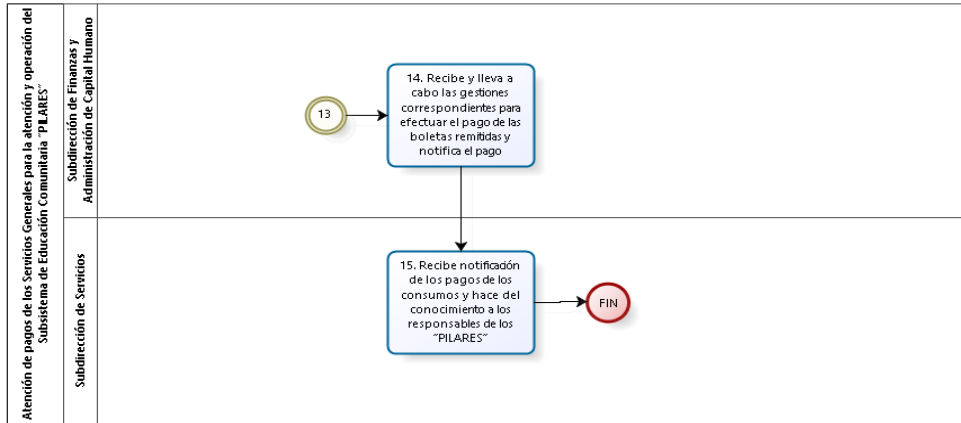 Atención de pagos de los Servicios Generales para la atención y operación del
Subsistema de Educación Comunitaria "PILARES"
Subdirección de Finanzas y
Administración de Capital Humano
13
14. Recibe y lleva a
cabo las gestiones
correspondientes para
efectuar el pago de las
boletas remitidas y
notifica el pago
Subdirección de Servicios
15. Recibe notificación
de los pagos de los
consumos y hace del
conocimiento a los
responsables de los
"PILARES"
FIN